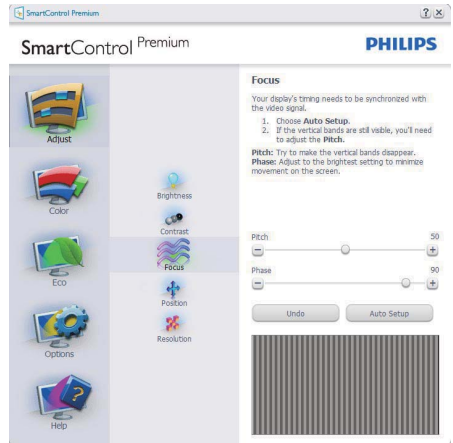 SmartControl Premium
? X
SmartControl Premium
PHILIPS
Adjust
Color
Eco
Options
Help
Brightness
Contrast
Focus
Position
Resolution
Focus
Your display's timing needs to be synchronized with
the video signal.
1. Choose Auto Setup.
2. If the vertical bands are still visible, you'll need
to adjust the Pitch.
Pitch: Try to make the vertical bands disappear.
Phase: Adjust to the brightest setting to minimize
movement on the screen.
Pitch 50
Phase 90
Undo Auto Setup